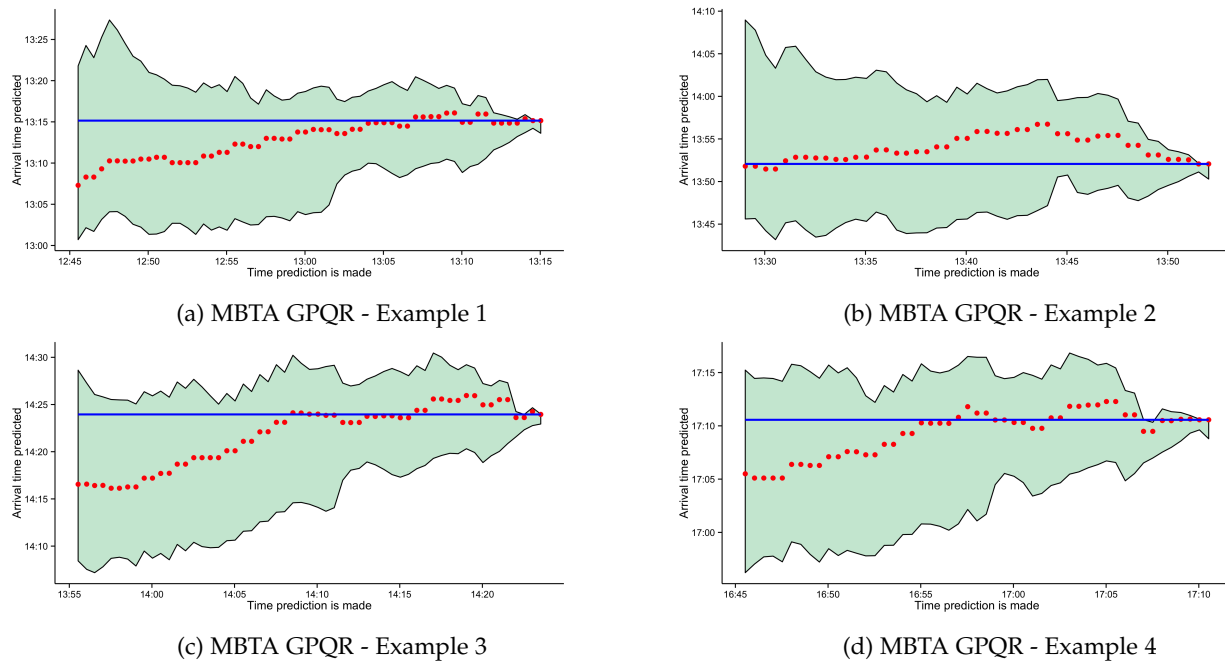 13:25
13:20
13:15
13:10
13:05
13:00
Arrival time predicted
12:45 12:50 12:55 13:00 13:05 13:10 13:15
Time prediction is made
(a) MBTA GPQR - Example 1
14:10
14:05
14:00
13:55
13:50
13:45
Arrival time predicted
13:30 13:35 13:40 13:45 13:50
Time prediction is made
(b) MBTA GPQR - Example 2
14:30
14:25
14:20
14:15
14:10
Arrival time predicted
13:55 14:00 14:05 14:10 14:15 14:20
Time prediction is made
(c) MBTA GPQR - Example 3
17:15
17:10
17:05
17:00
Arrival time predicted
16:45 16:50 16:55 17:00 17:05 17:10
Time prediction is made
(d) MBTA GPQR - Example 4